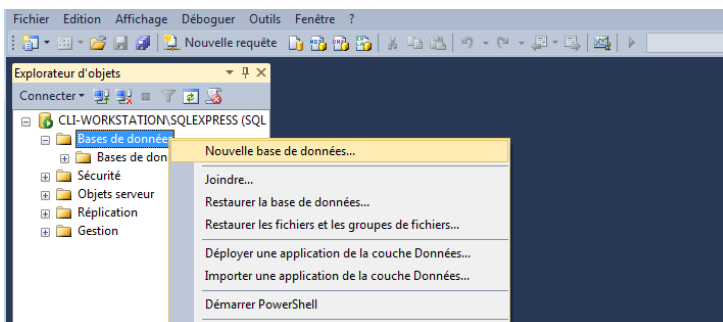 Fichier Edition Affichage Déboguer Outils Fenêtre ?
Nouvelle requête
Explorateur d'objets
Connecter
CLI-WORKSTATION\SQLEXPRESS (SQL
Bases de données
Bases de don
Sécurité
Objets serveur
Réplication
Gestion
Nouvelle base de données...
Joindre...
Restaurer la base de données...
Restaurer les fichiers et les groupes de fichiers...
Déployer une application de la couche Données...
Importer une application de la couche Données...
Démarrer PowerShell